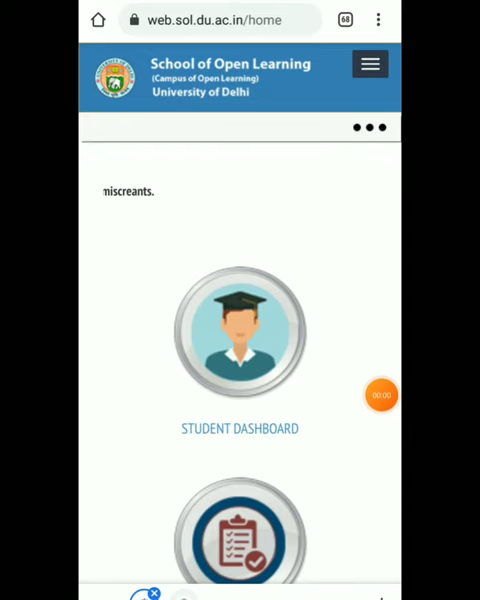 web.sol.du.ac.in/home
68
School of Open Learning
(Campus of Open Learning)
University of Delhi
miscreants.
00:00
STUDENT DASHBOARD